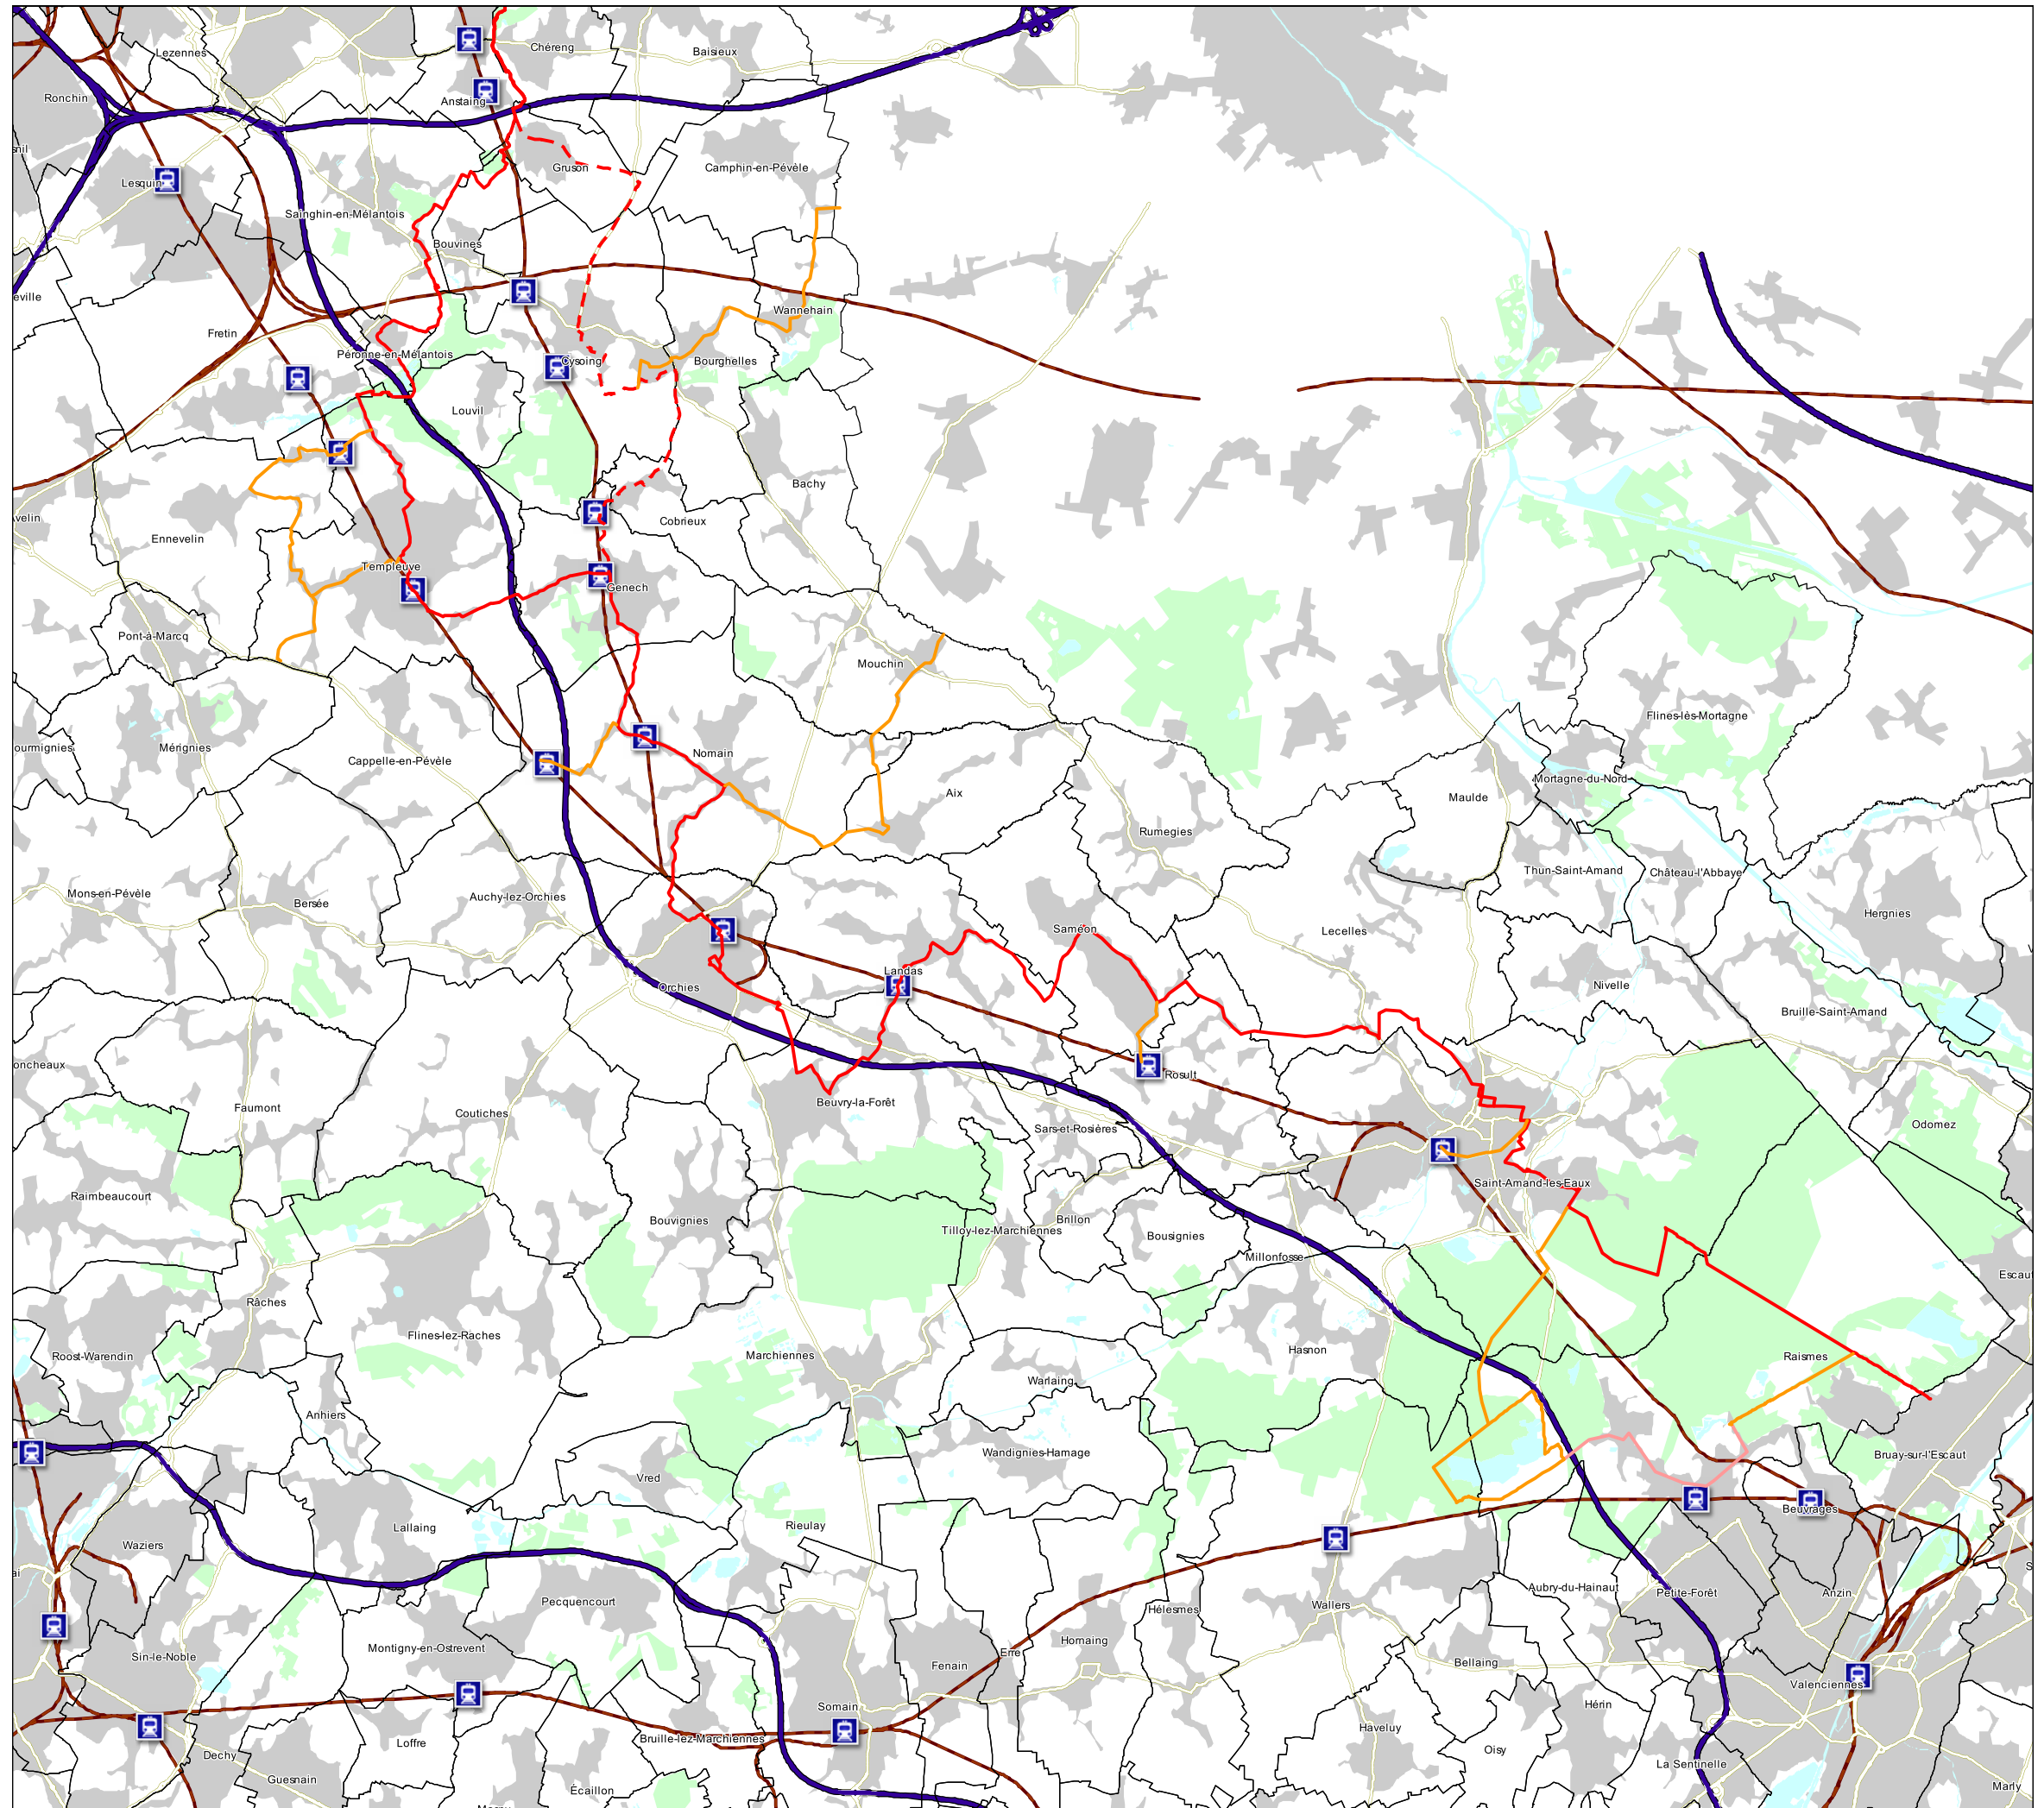 Lezennes
Chéreng
Baisieux
Ronchin
Anstaing
Gruson
Camphin-en-Pévèle
Lesquin
Sainghin-en-Mélantois
Bouvines
Wannehain
Fretin
Péronne-en-Mélantois
Cysoing
Bourghelles
Louvil
Bachy
Cobrieux
Ennevelin
Templeuve
Genech
Pont-à-Marcq
Mouchin
Flines-lès-Mortagne
Mérignies
Nomain
Cappelle-en-Pévèle
Mortagne-du-Nord
Aix
Maulde
Rumegies
Thun-Saint-Amand
Château-l'Abbaye
Mons-en-Pévèle
Auchy-lez-Orchies
Bersée
Hergnies
Saméon
Lecelles
Landas
Orchies
Nivelle
Bruille-Saint-Amand
oncheaux
Rosult
Beuvry-la-Forêt
Faumont
Coutiches
Sars-et-Rosières
Odomez
Saint-Amand-les-Eaux
Raimbeaucourt
Bouvignies
Brillon
Tilloy-lez-Marchiennes
Bousignies
Millonfosse
Escau
Râches
Flines-lez-Raches
Hasnon
Roost-Warendin
Marchiennes
Raismes
Warlaing
Anhiers
Wandignies-Hamage
Bruay-sur-l'Escaut
Vred
Beuvrages
Lallaing
Rieulay
Waziers
Aubry-du-Hainaut
Petite-Forêt
Anzin
Pecquencourt
Wallers
Hélesmes
Montigny-en-Ostrevent
Homaing
Erre
Sin-le-Noble
Fenain
Bellaing
Valenciennes
Somain
Hérin
Haveluy
Bruille-lez-Marchiennes
Loffre
Dechy
Oisy
La Sentinelle
Guesnain
Écaillon
Marly